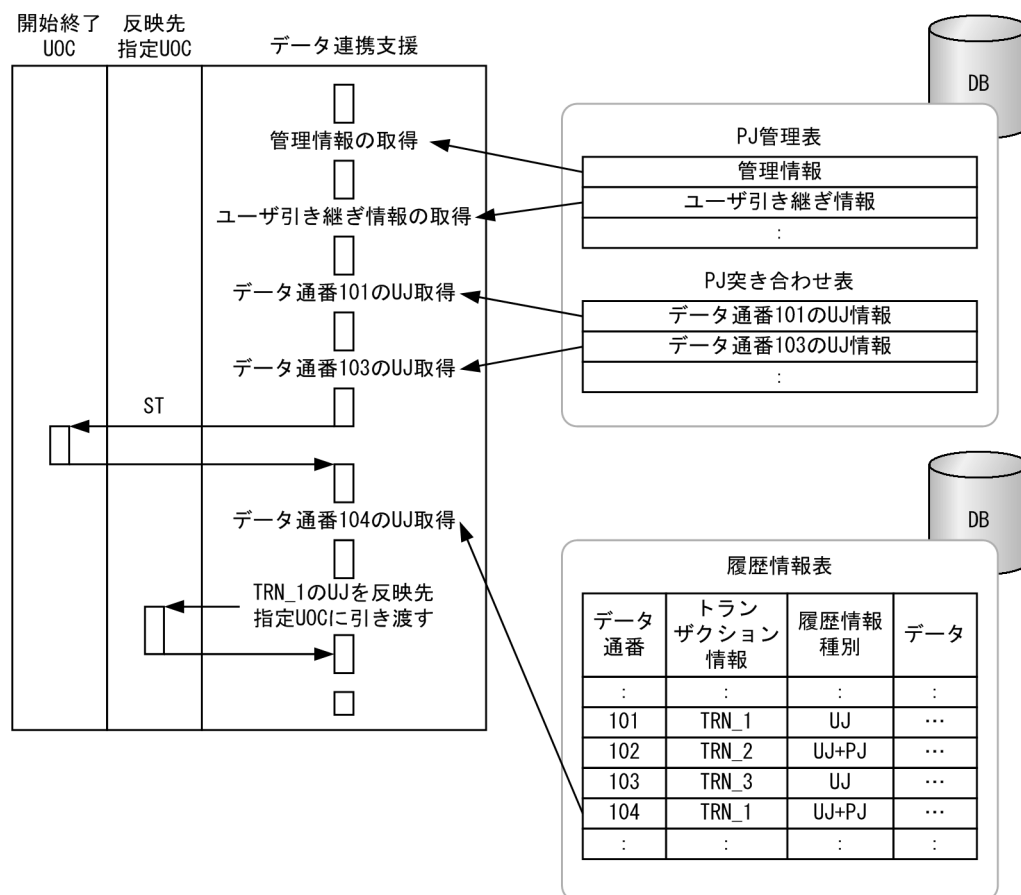 開始終了
UOC
反映先
指定UOC
データ連携支援
管理情報の取得
ユーザ引き継ぎ情報の取得
データ通番101のUJ取得
データ通番103のUJ取得
ST
データ通番104のUJ取得
TRN_1のUJを反映先
指定UOCに引き渡す
DB
PJ管理表
管理情報
ユーザ引き継ぎ情報
:
PJ突き合わせ表
データ通番101のUJ情報
データ通番103のUJ情報
:
DB
履歴情報表
データ
通番
トラン
ザクション
情報
履歴情報
種別
データ
: : : :
101 TRN_1 UJ …
102 TRN_2 UJ+PJ …
103 TRN_3 UJ …
104 TRN_1 UJ+PJ …
: : : :